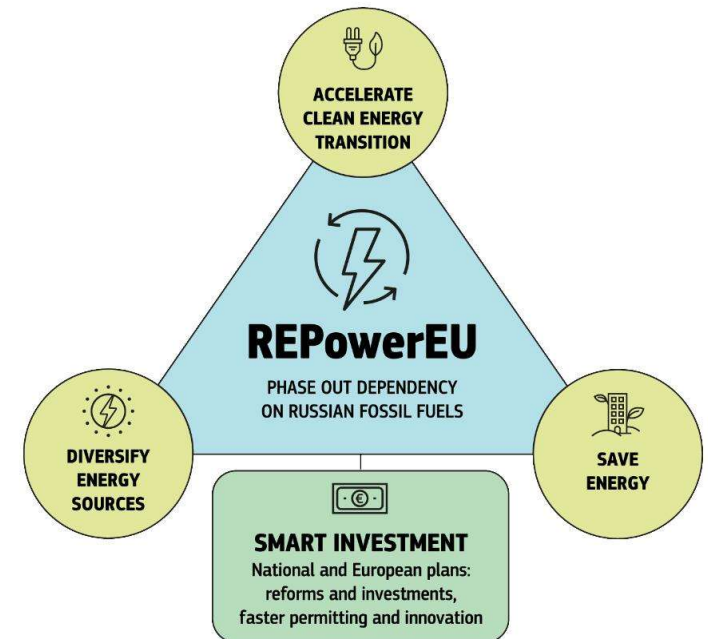 ACCELERATE
CLEAN ENERGY
TRANSITION
REPowerEU
PHASE OUT DEPENDENCY
ON RUSSIAN FOSSIL FUELS
DIVERSIFY
ENERGY
SOURCES
SAVE
ENERGY
€
SMART INVESTMENT
National and European plans:
reforms and investments,
faster permitting and innovation